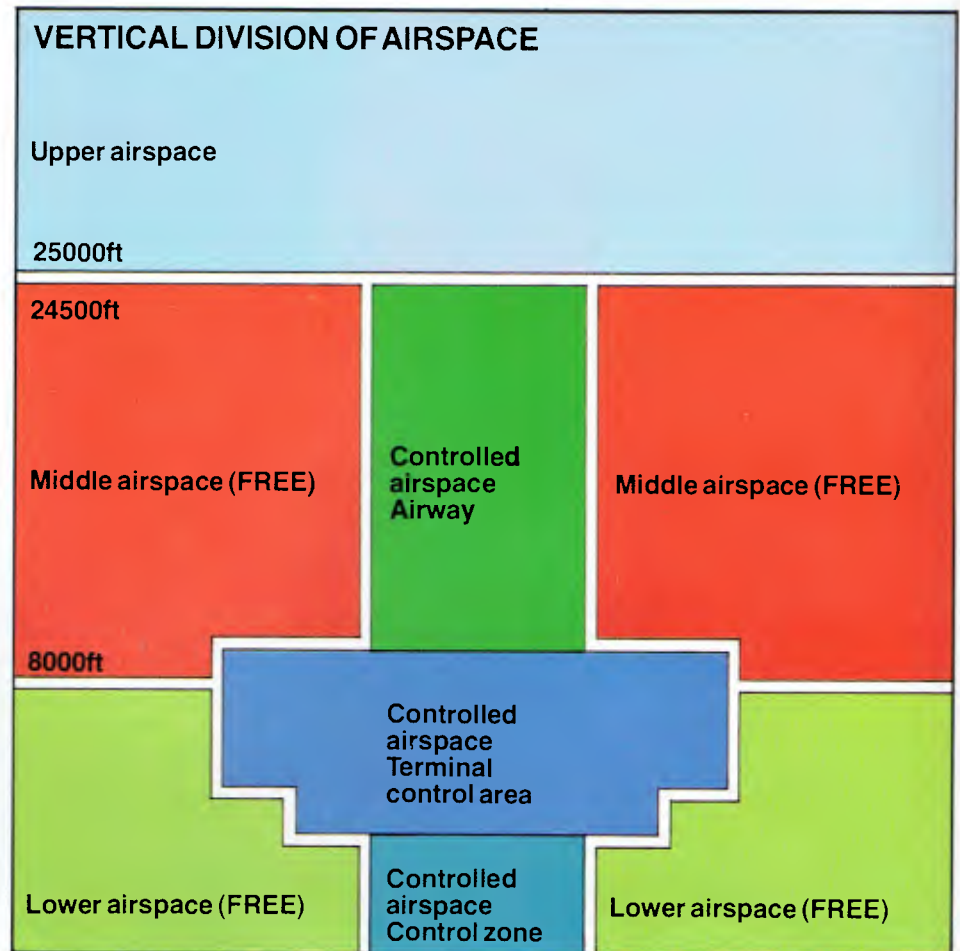 VERTICAL DIVISION OF AIRSPACE
Upper airspace
25000ft
24500ft
Middle airspace (FREE)
Controlled
airspace
Airway
Middle airspace (FREE)
8000ft
Controlled
airspace
Terminal
control area
Lower airspace (FREE)
Controlled
airspace
Control zone
Lower airspace (FREE)